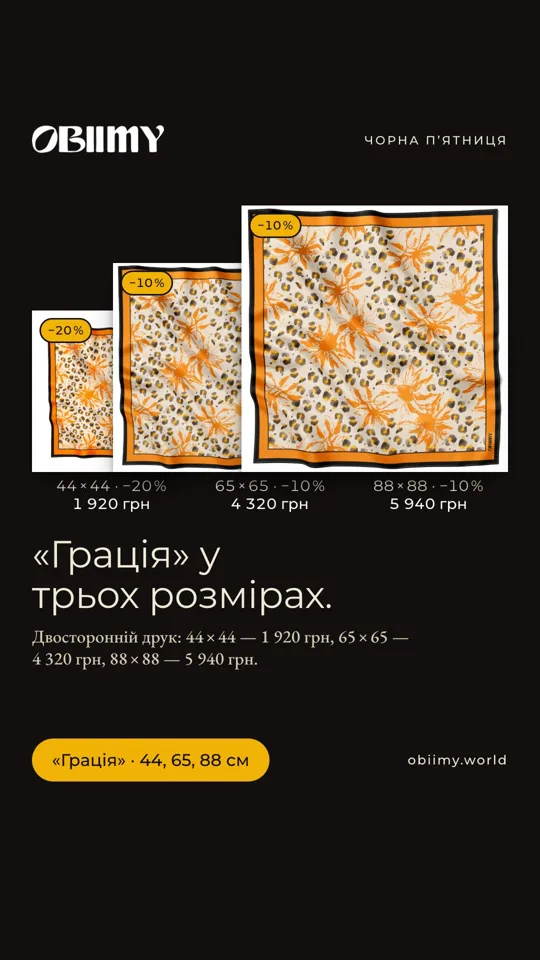 OBIIMY
ЧОРНА П'ЯТНИЦЯ
−10%
−10%
−20%
44×44 · −20%
1 920 грн
65×65 · −10%
4 320 грн
88×88 · −10%
5 940 грн
«Грація» у
трьох розмірах.
Двосторонній друк: 44×44 — 1 920 грн, 65×65 —
4 320 грн, 88×88 — 5 940 грн.
«Грація» · 44, 65, 88 см
obiimy.world